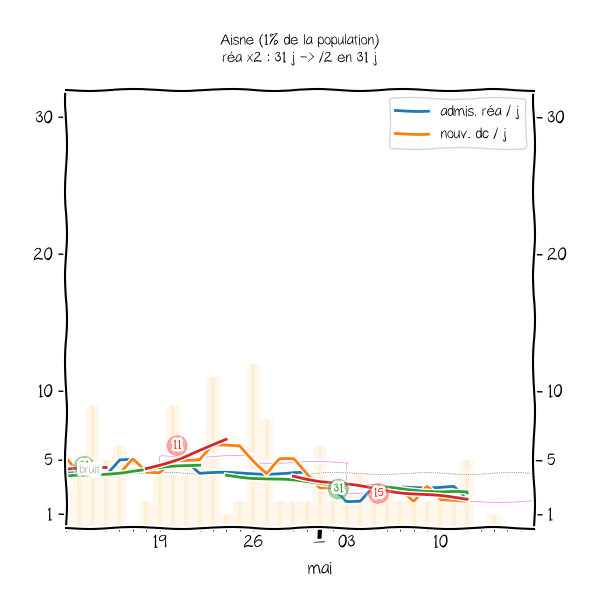 Aisne (1% de la population)
réa x2 : 31 j -> /2 en 31 j
admis. réa / j
nouv. dc / j
30
30
20
20
10
10
11
5
5
bruit
31
15
1
1
19
26
03
10
mai